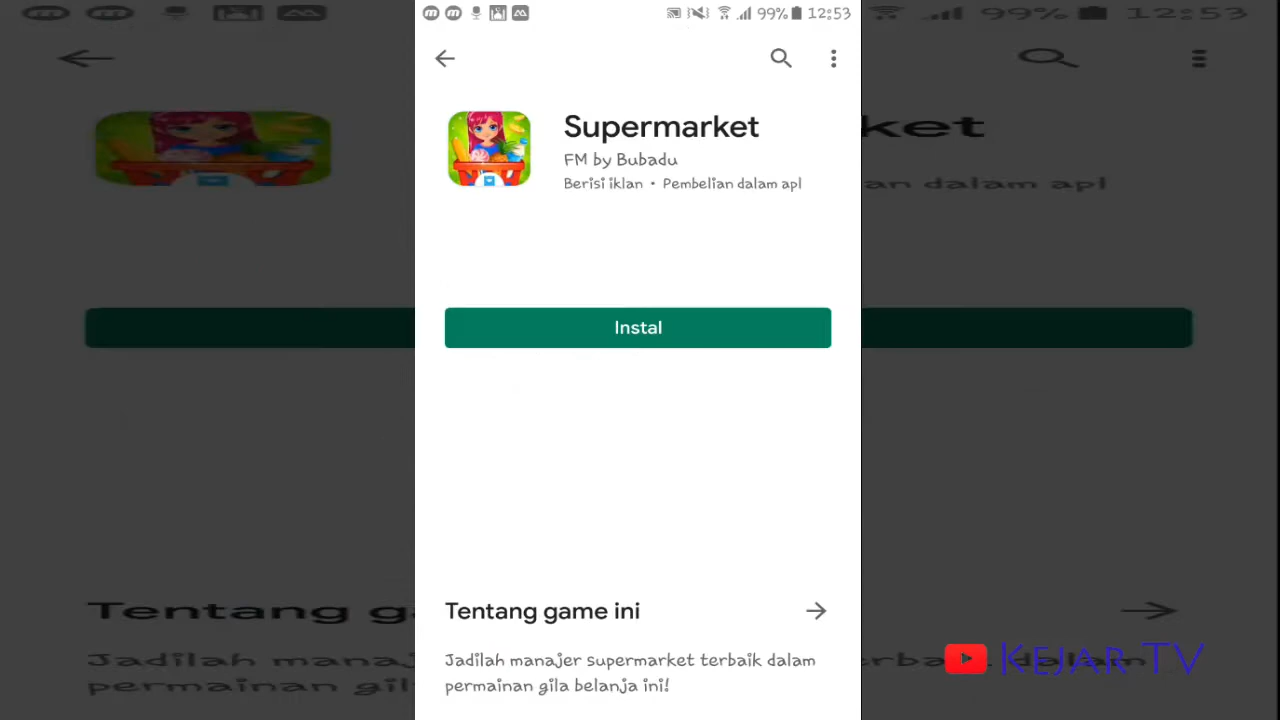 99% 12:53
Supermarket
FM by Bubadu
Berisi iklan • Pembelian dalam apl
Instal
Tentang game ini
Jadilah manajer supermarket terbaik dalam
permainan gila belanja ini!
KEJAR TV